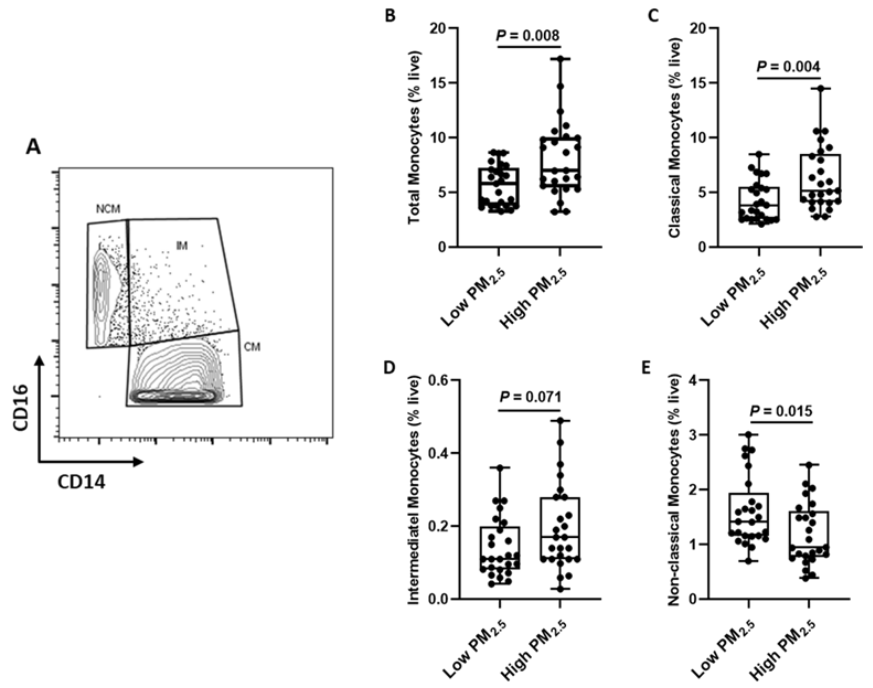 A
NCM
IM
CM
CD16
CD14
B
P = 0.008
Total Monocytes (% live)
20
15
10
5
0
Low PM2.5
High PM2.5
C
P = 0.004
Classical Monocytes (% live)
20
15
10
5
0
Low PM2.5
High PM2.5
D
P = 0.071
Intermediatel Monocytes (% live)
0.6
0.4
0.2
0.0
Low PM2.5
High PM2.5
E
P = 0.015
Non-classical Monocytes (% live)
4
3
2
1
0
Low PM2.5
High PM2.5